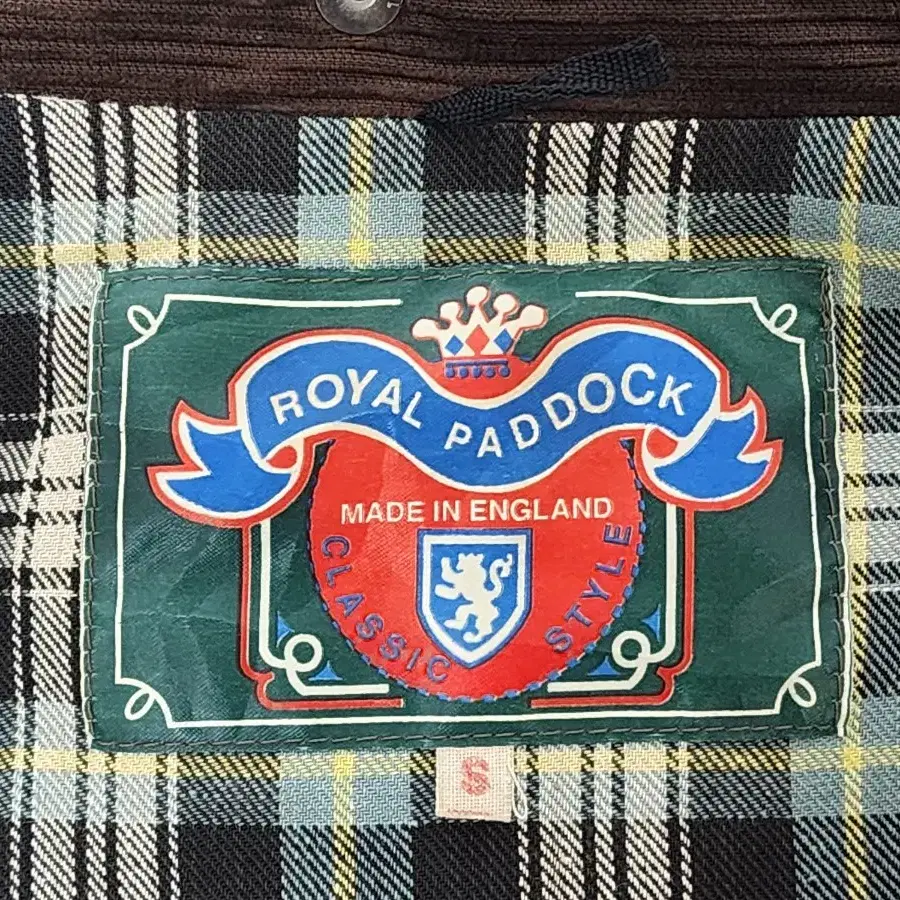 ROYAL PADDOCK
MADE IN ENGLAND
CLASSIC STYLE
S